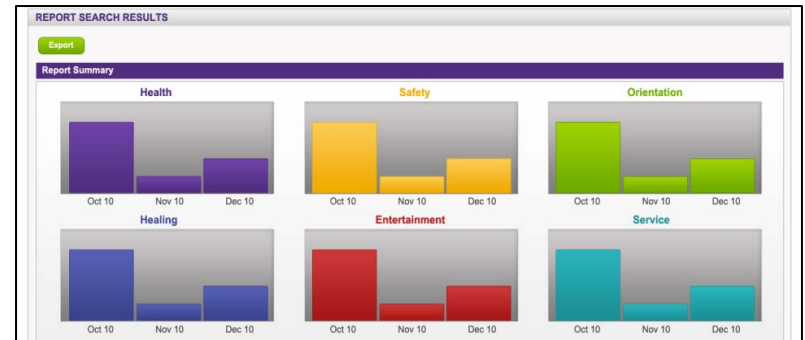 REPORT SEARCH RESULTS
Export
Report Summary
Health Safety Orientation
Oct 10 Nov 10 Dec 10 Oct 10 Nov 10 Dec 10 Oct 10 Nov 10 Dec 10
Healing Entertainment Service
Oct 10 Nov 10 Dec 10 Oct 10 Nov 10 Dec 10 Oct 10 Nov 10 Dec 10